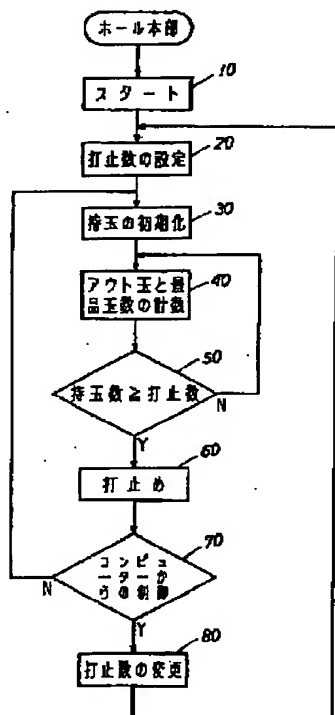 ホール本部
10
スタート
20
打止数の設定
30
持玉の初期化
40
アウト玉と景
品玉数の計数
50
持玉数≧打止数
N
Y
60
打止め
70
コンピュ
ーターか
らの制御
N
Y
80
打止数の変更